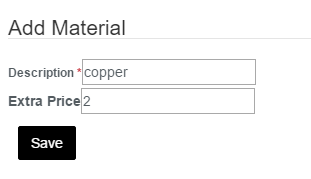 Add Material
Description * copper
Extra Price 2
Save